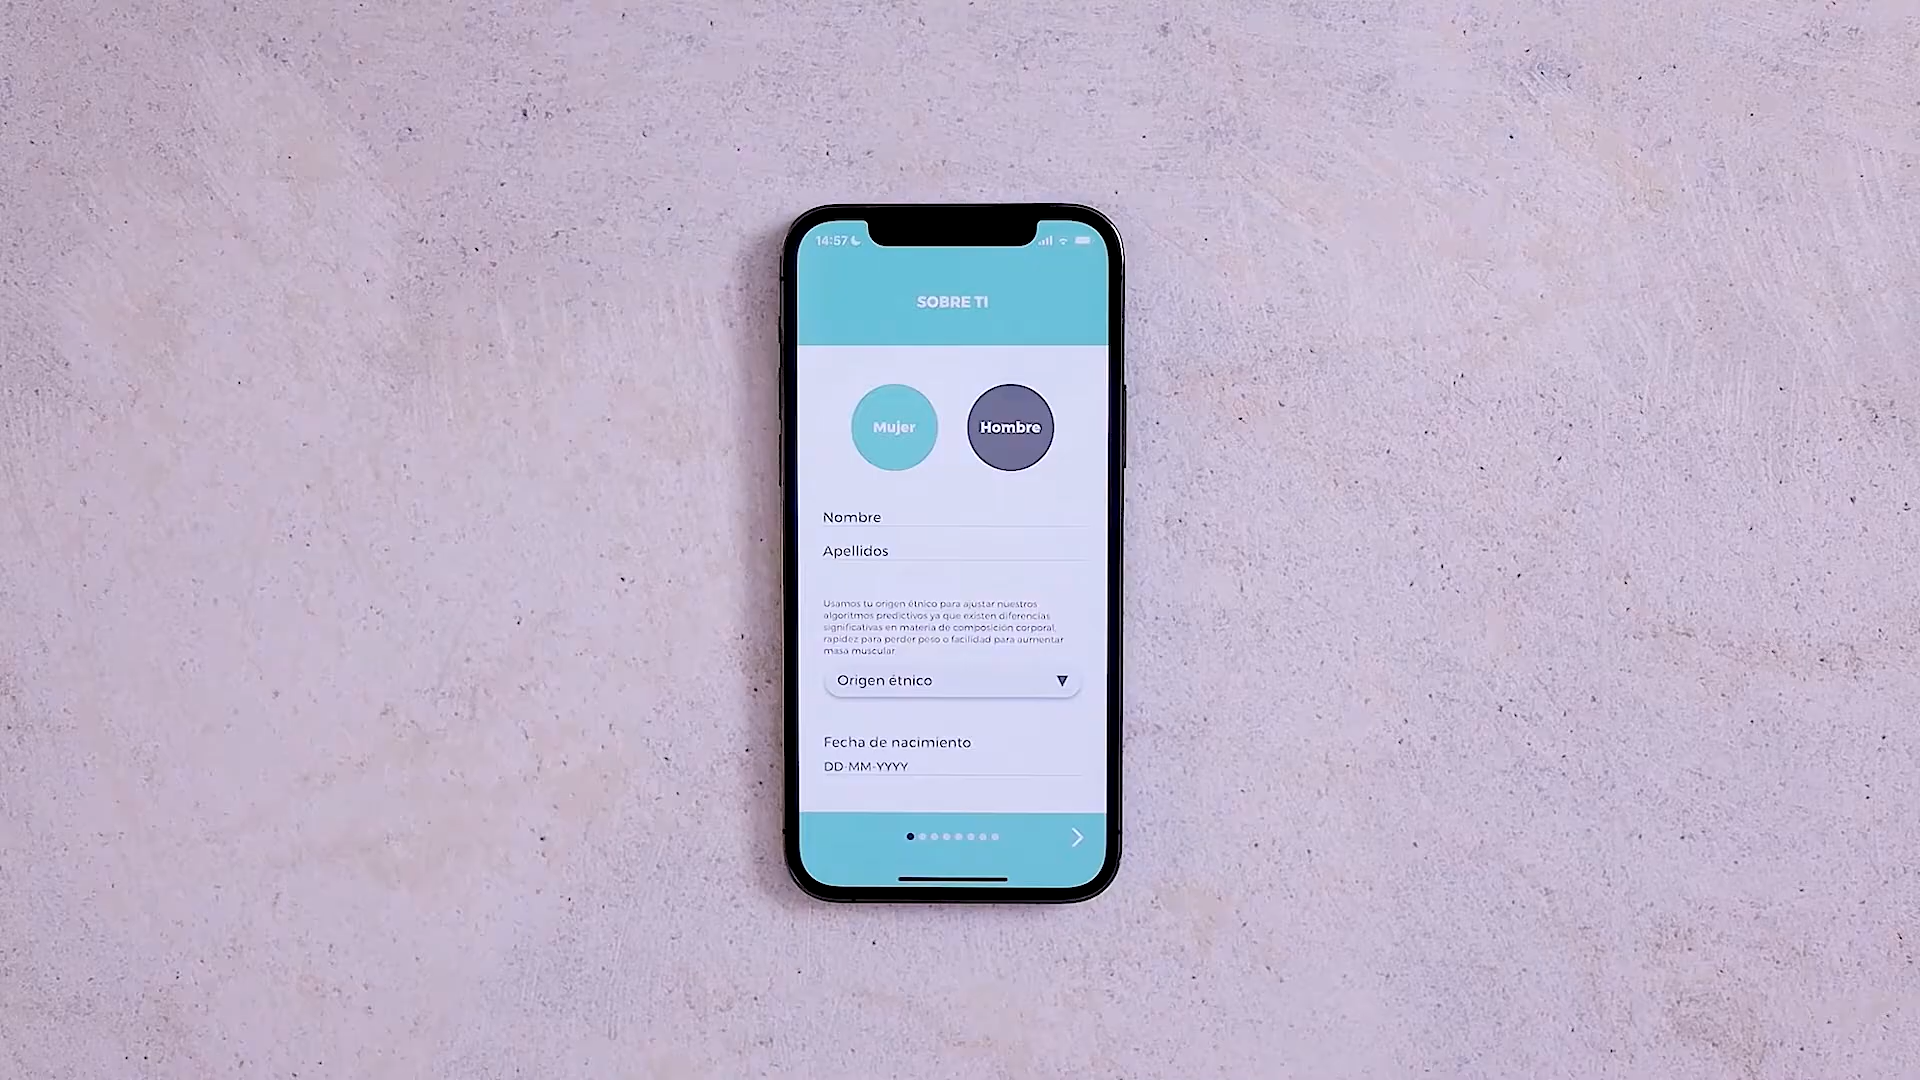 14:57
SOBRE TI
Mujer
Hombre
Nombre
Apellidos
Usamos tu origen étnico para ajustar nuestros
algoritmos predictivos ya que existen diferencias
significativas en materia de composición corporal,
rapidez para perder peso o facilidad para aumentar
masa muscular
Origen étnico
Fecha de nacimiento
DD-MM-YYYY